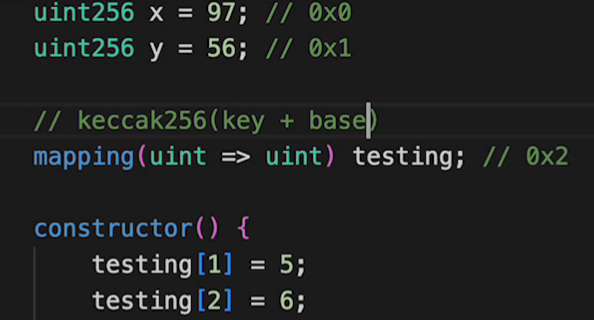 uint256 x = 97; // 0x0
uint256 y = 56; // 0x1
// keccak256(key + base)
mapping(uint => uint) testing; // 0x2
constructor() {
testing[1] = 5;
testing[2] = 6;